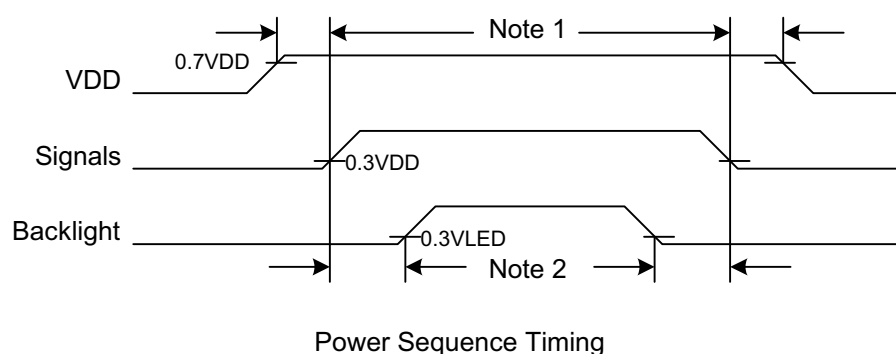 Note 1
0.7VDD
VDD
Signals
0.3VDD
Backlight
0.3VLED
Note 2
Power Sequence Timing